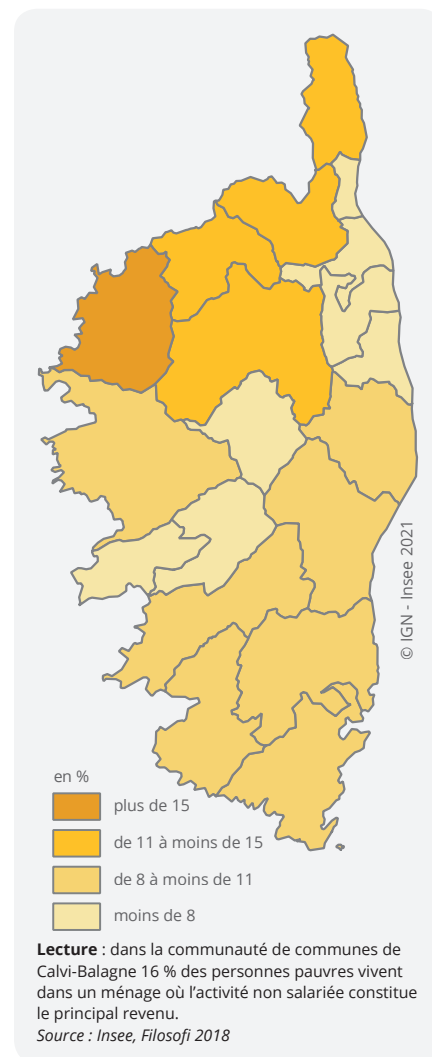 © IGN - Insee 2021
en %
plus de 15
de 11 à moins de 15
de 8 à moins de 11
moins de 8
Lecture : dans la communauté de communes de
Calvi-Balagne 16 % des personnes pauvres vivent
dans un ménage où l’activité non salariée constitue
le principal revenu.
Source : Insee, Filosofi 2018